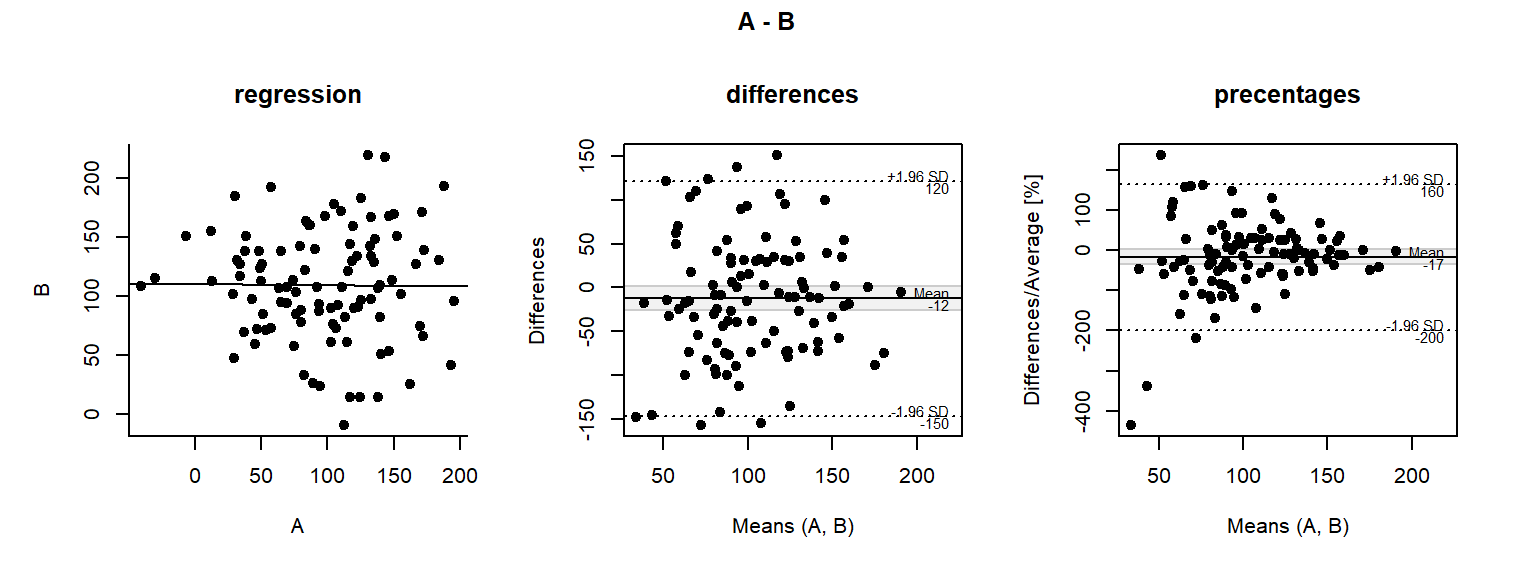 A - B
regression
B
200
150
100
50
0
0 50 100 150 200
A
differences
Differences
150
50
0
-50
-150
+1.96 SD
120
Mean
-12
-1.96 SD
-150
50 100 150 200
Means (A, B)
precentages
Differences/Average [%]
100
0
-200
-400
+1.96 SD
160
Mean
-17
-1.96 SD
-200
50 100 150 200
Means (A, B)